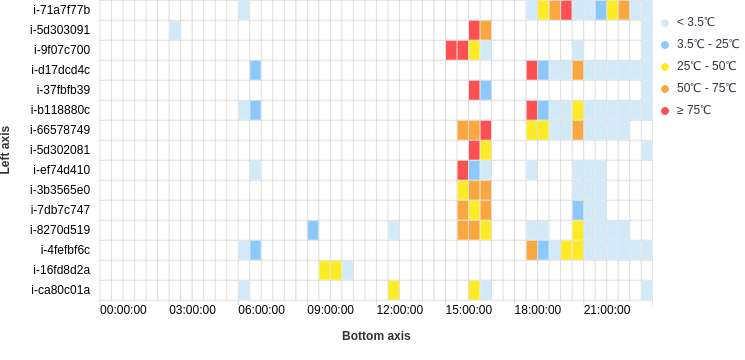 i-71a7f77b
i-5d303091
i-9f07c700
i-d17dcd4c
i-37fbfb39
i-b118880c
i-66578749
i-5d302081
i-ef74d410
i-3b3565e0
i-7db7c747
i-8270d519
i-4fefbf6c
i-16fd8d2a
i-ca80c01a
Left axis
00:00:00 03:00:00 06:00:00 09:00:00 12:00:00 15:00:00 18:00:00 21:00:00
Bottom axis
< 3.5℃
3.5℃ - 25℃
25℃ - 50℃
50℃ - 75℃
≥ 75℃